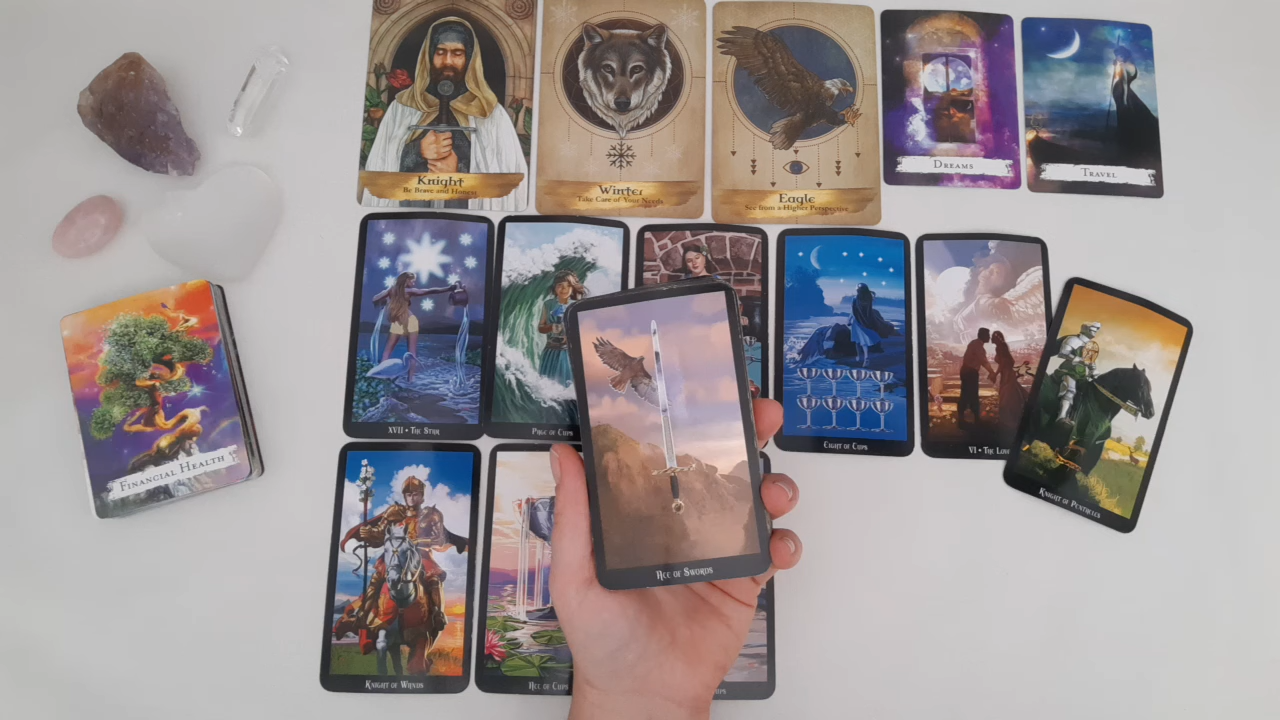 Knight
Be Brave and Honest
Winter
Take Care of Your Needs
Eagle
See from a Higher Perspective
Dreams
Travel
XVII • The Star
Page of Cups
Eight of Cups
VI • The Lov
Knight of Pentacles
Financial Health
Ace of Swords
Knight of Wands
Ace of Cups